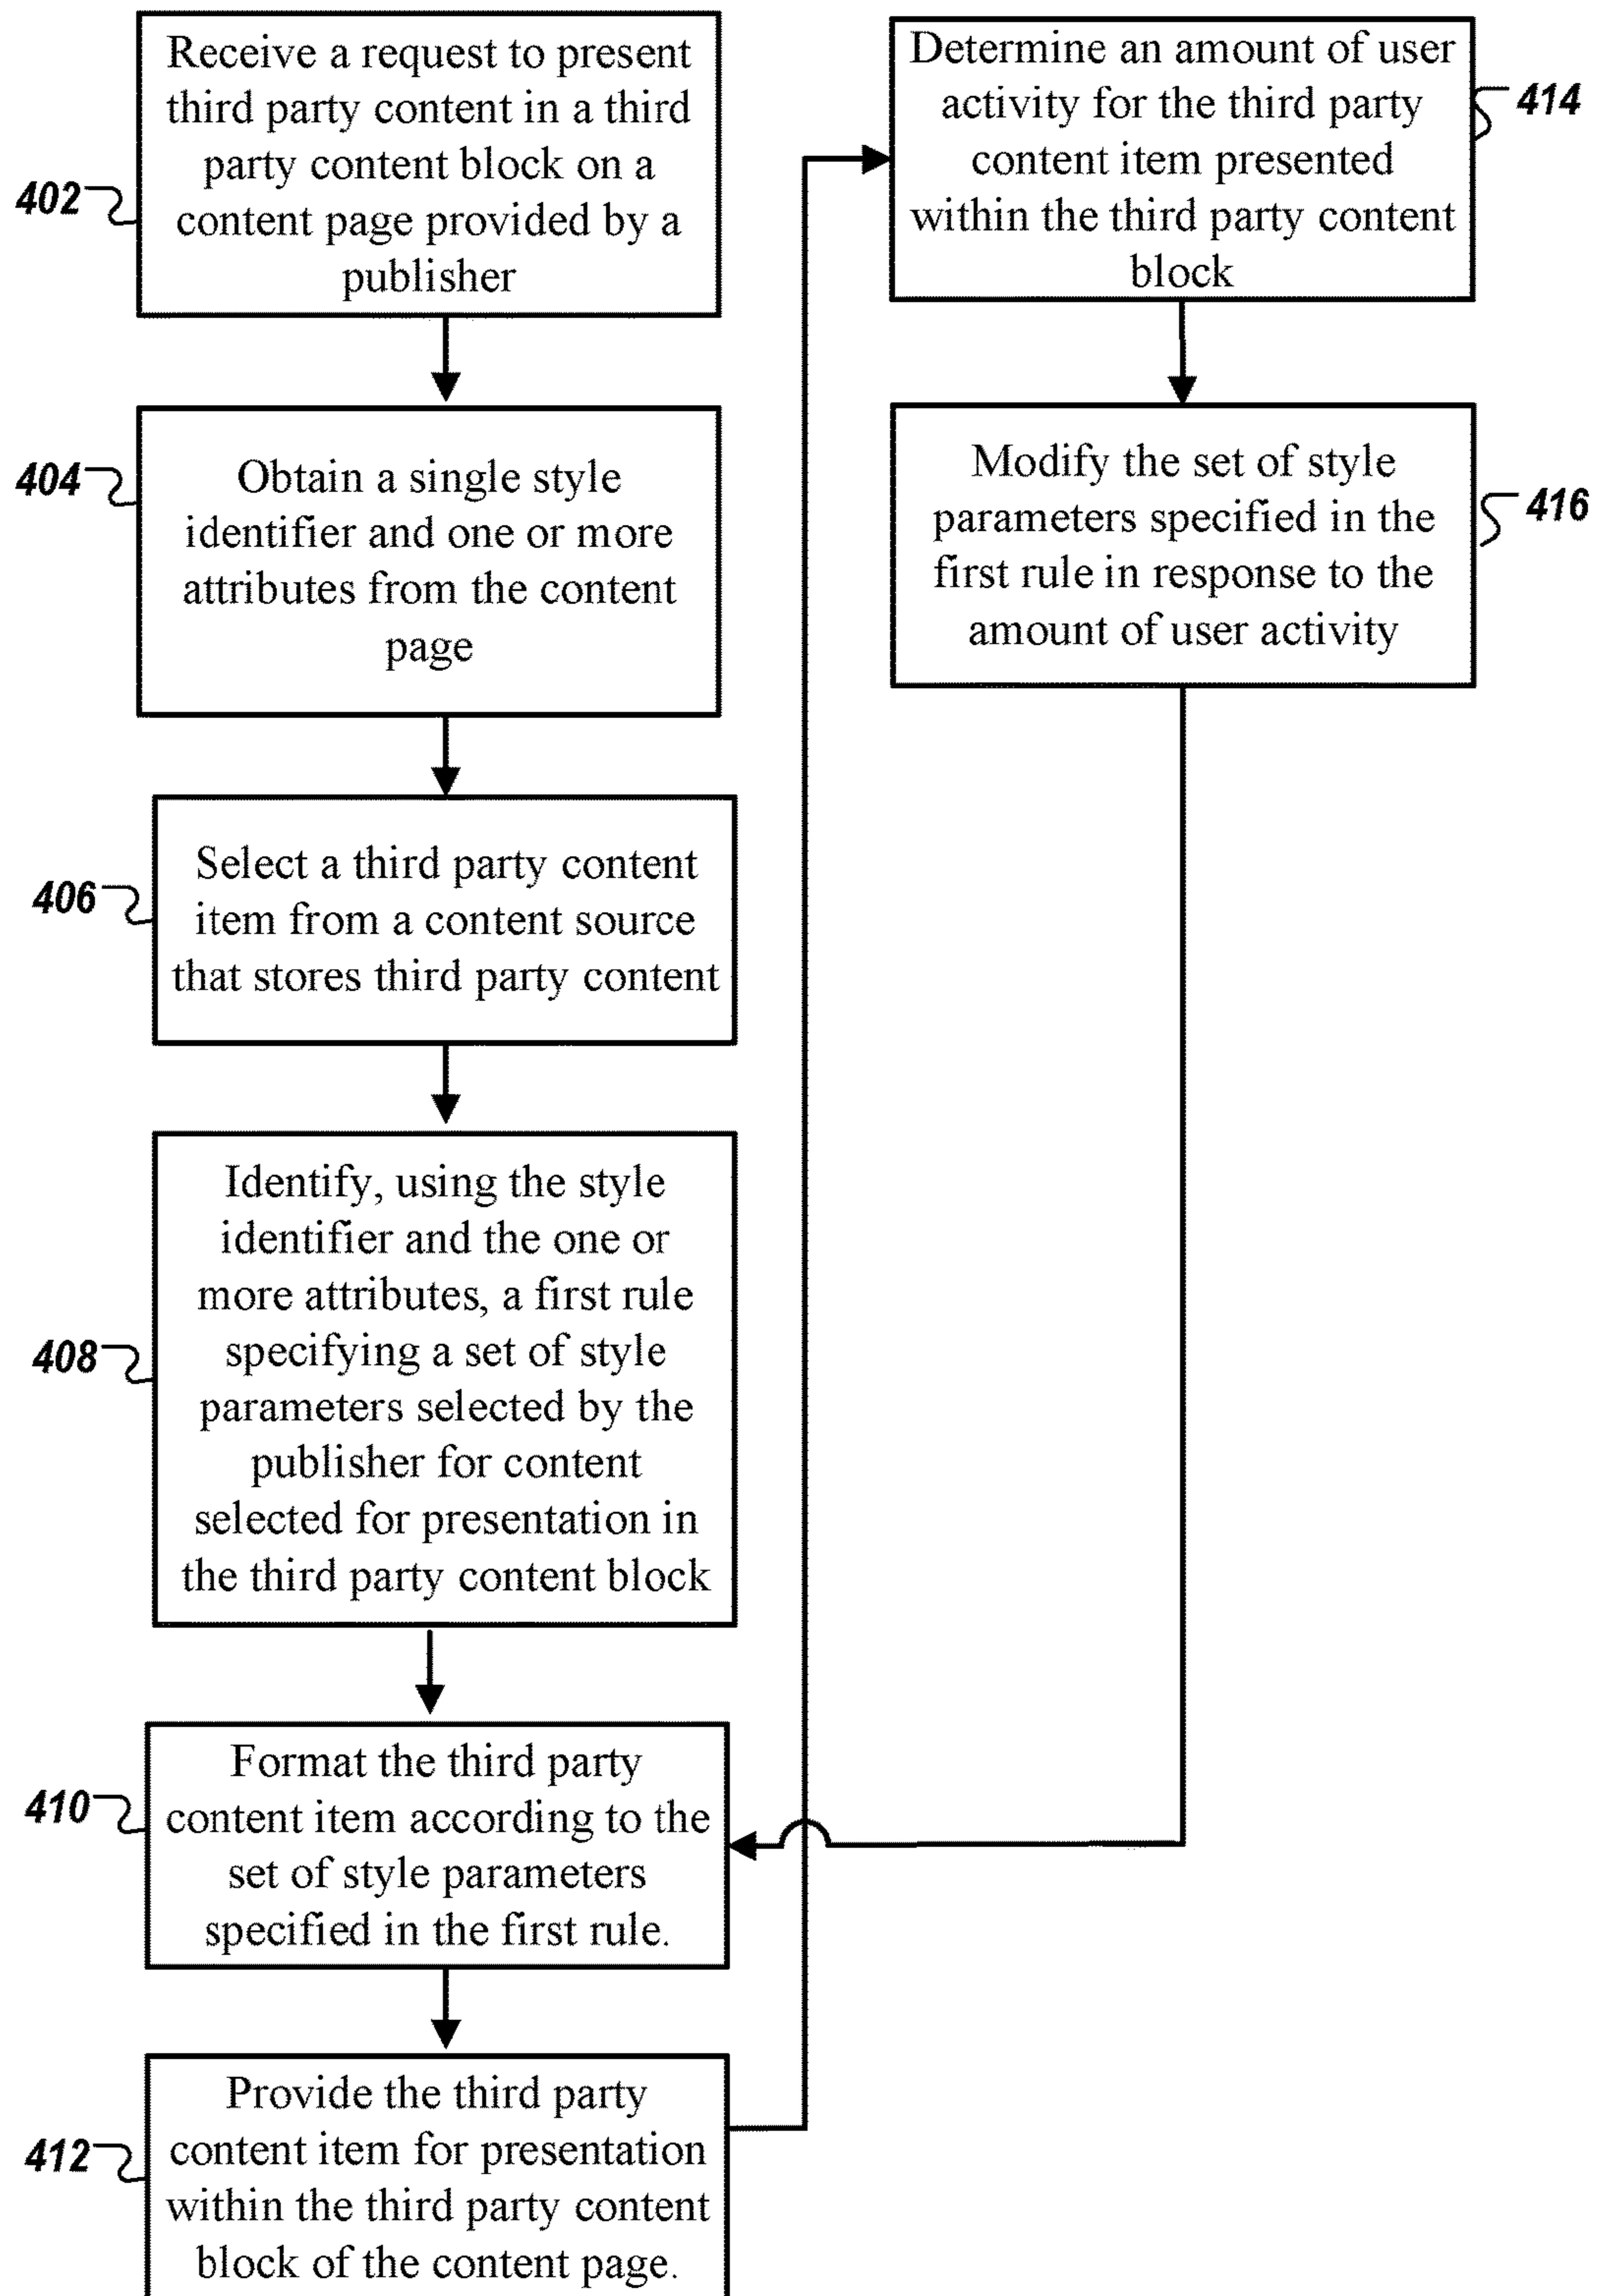 Receive a request to present
third party content in a third
party content block on a
content page provided by a
publisher
402
Obtain a single style
identifier and one or more
attributes from the content
page
404
Select a third party content
item from a content source
that stores third party content
406
Identify, using the style
identifier and the one or
more attributes, a first rule
specifying a set of style
parameters selected by the
publisher for content
selected for presentation in
the third party content block
408
Format the third party
content item according to the
set of style parameters
specified in the first rule.
410
Provide the third party
content item for presentation
within the third party content
block of the content page.
412
Determine an amount of user
activity for the third party
content item presented
within the third party content
block
414
Modify the set of style
parameters specified in the
first rule in response to the
amount of user activity
416